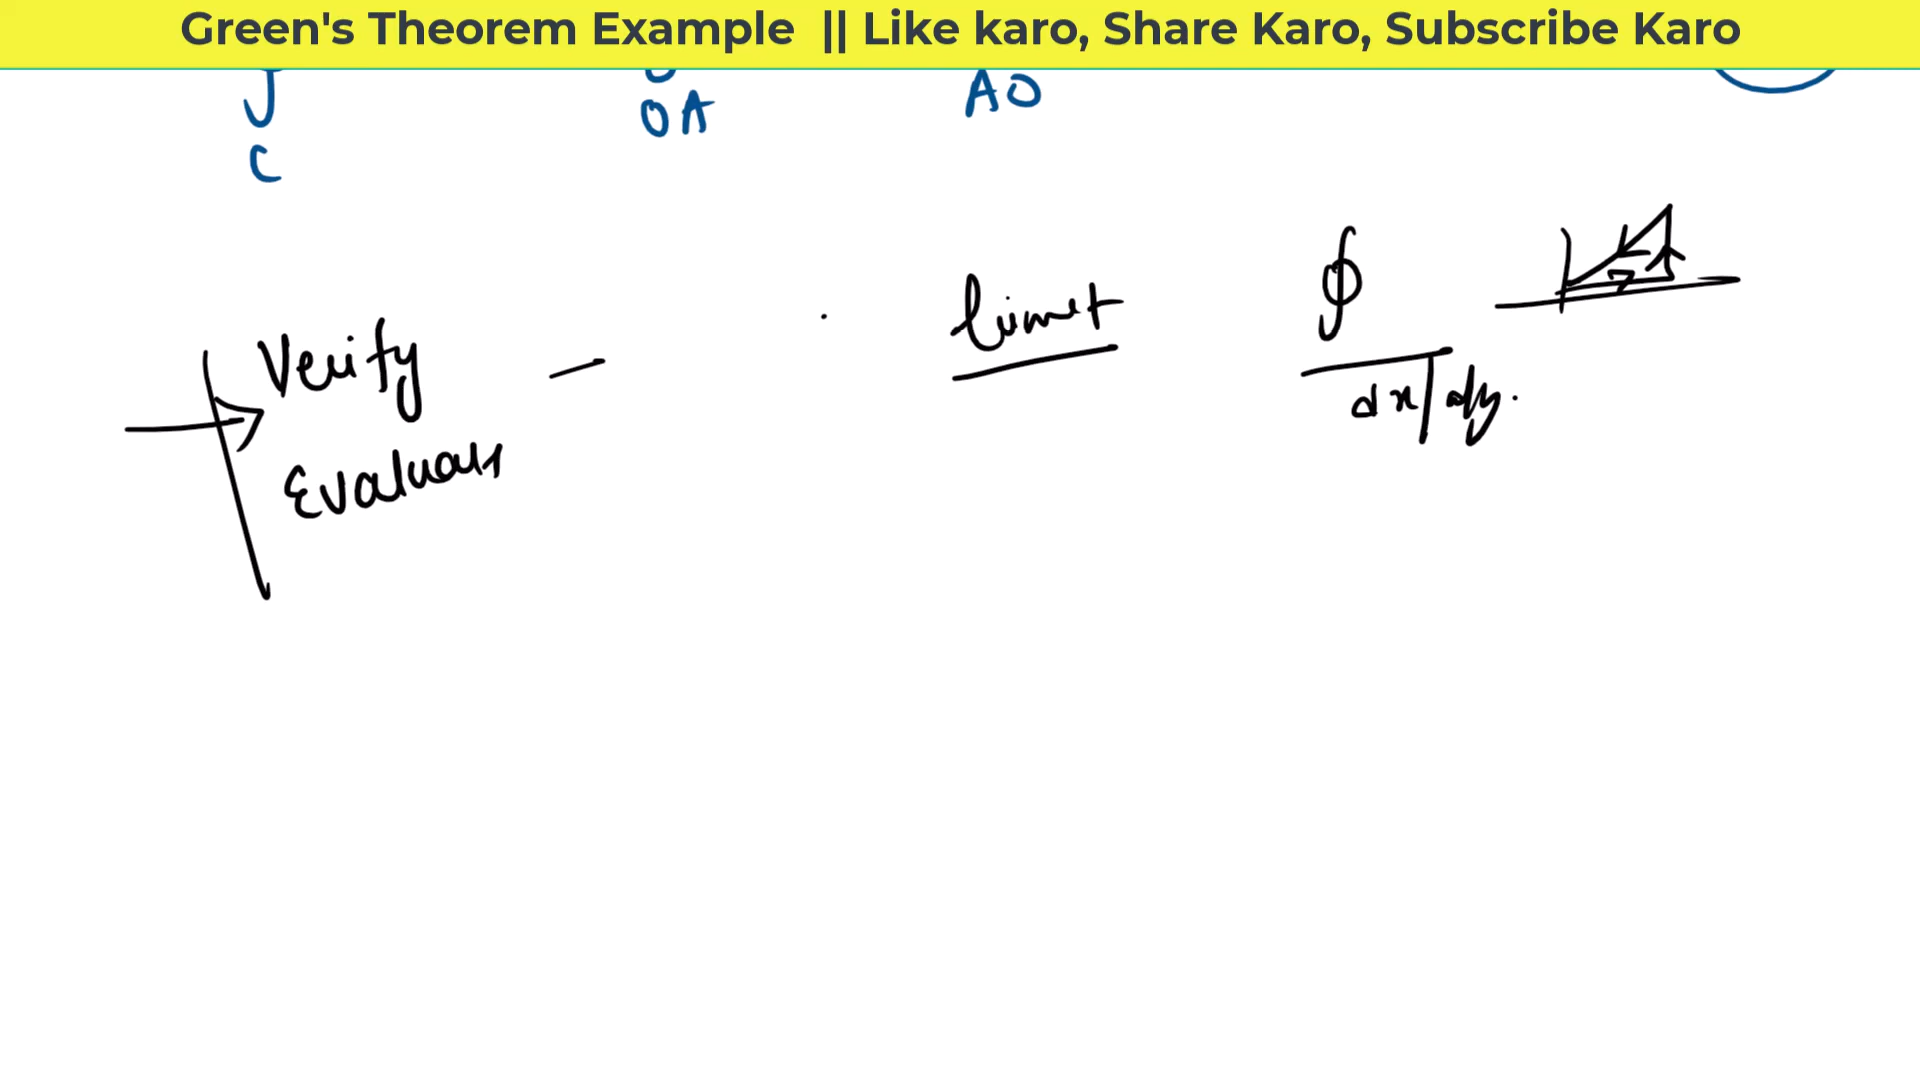 Green's Theorem Example || Like karo, Share Karo, Subscribe Karo
OA AO
C
Verify limit ∮
dx/dy.
Evaluate